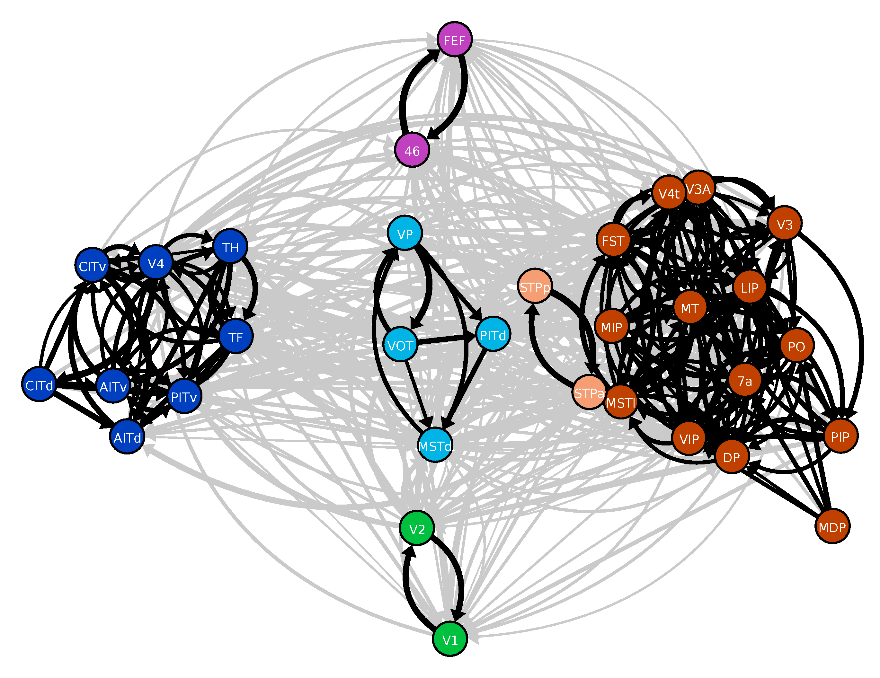 FEF
46
V4t
V3A
V3
VP
FST
TH
V4
CITv
STPp
LIP
MT
MIP
PITd
TF
VOT
PO
7a
CITd
AITv
PITv
STPa
MSTl
AITd
VIP
PIP
MSTd
DP
V2
MDP
V1